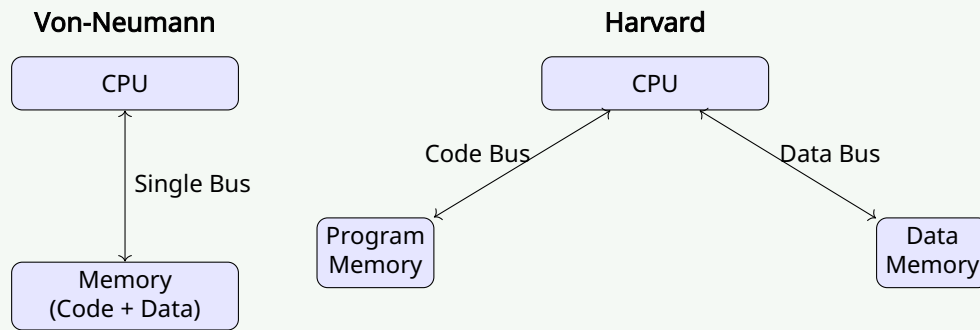 Von-Neumann
CPU
Single Bus
Memory
(Code + Data)
Harvard
CPU
Code Bus
Data Bus
Program
Memory
Data
Memory